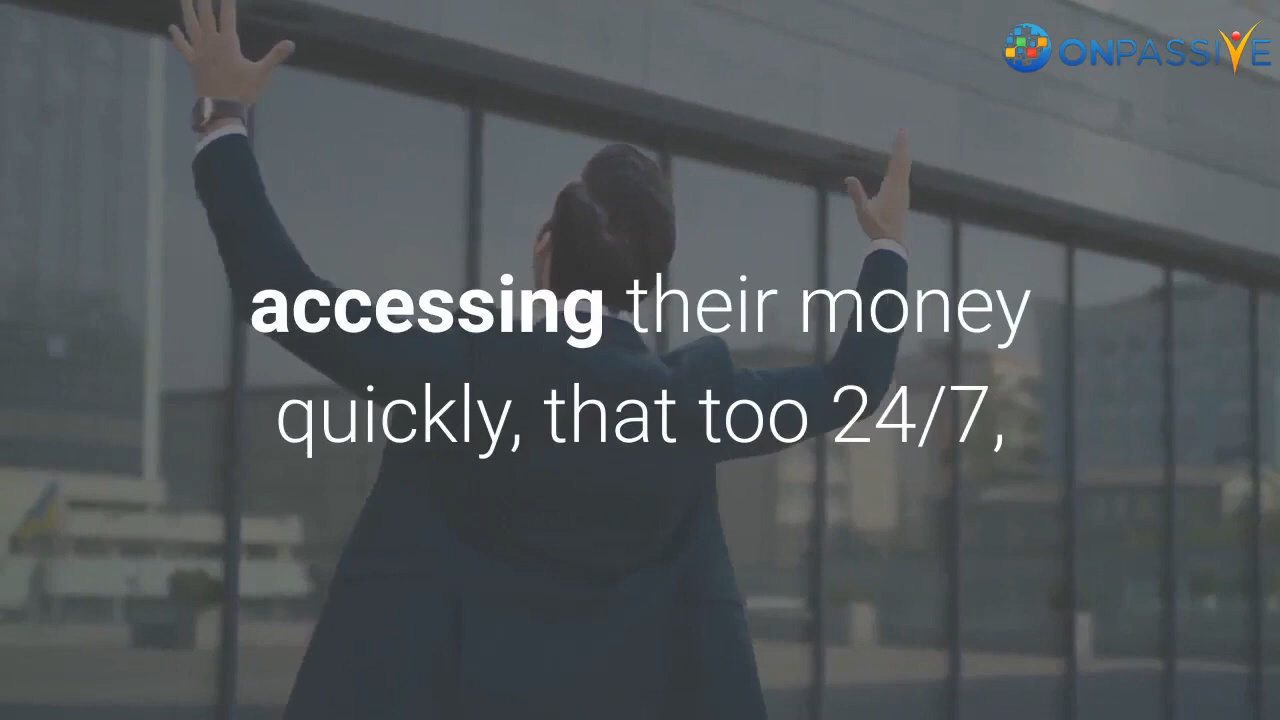 ONPASSIVE
accessing their money
quickly, that too 24/7,